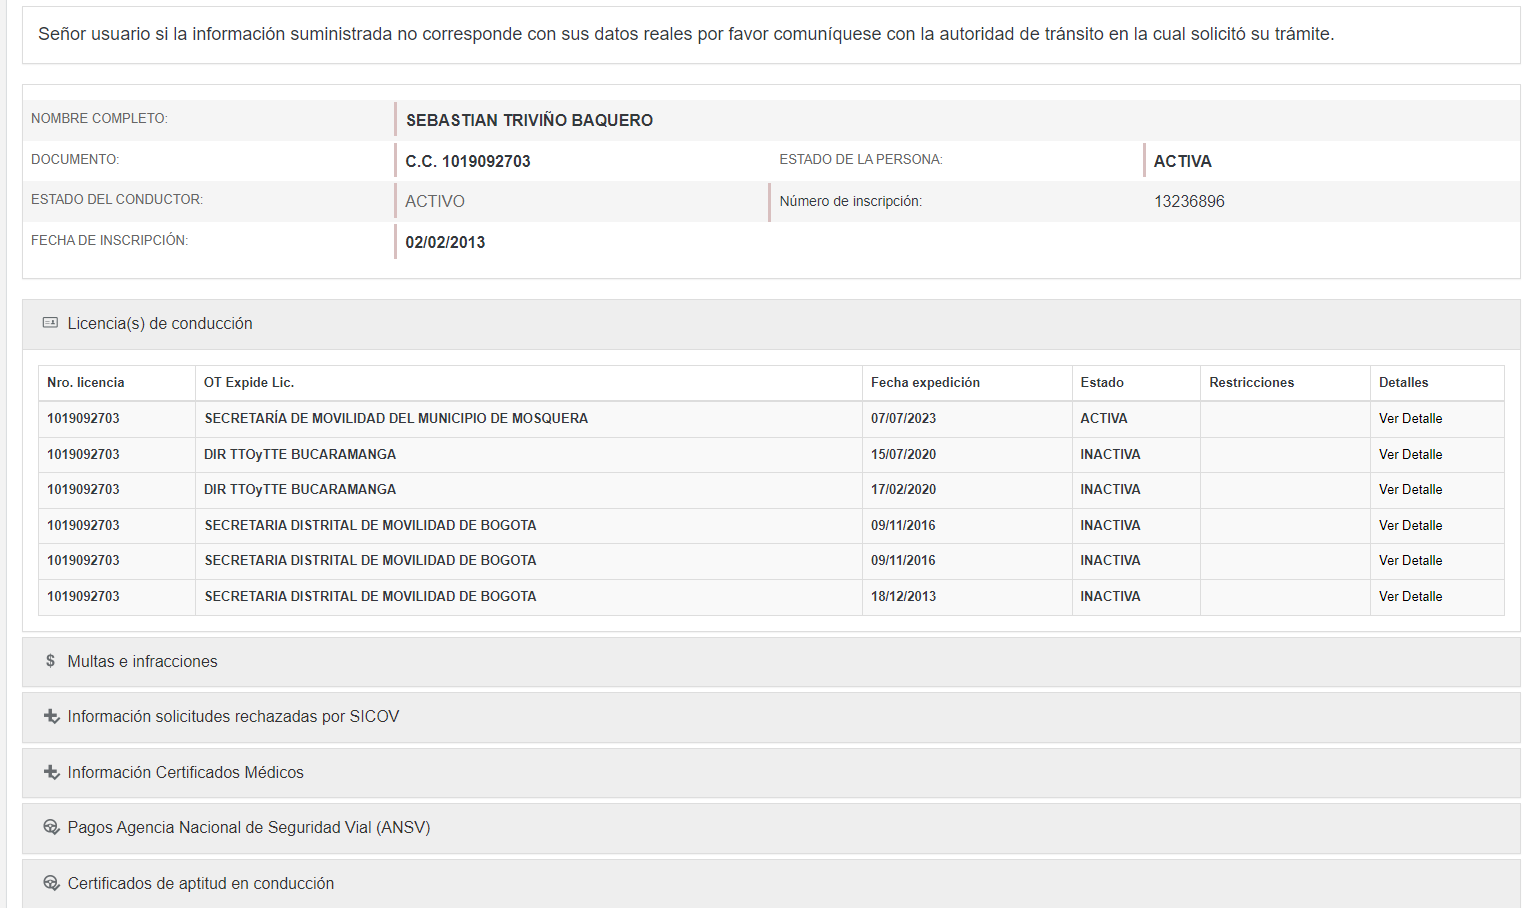 Señor usuario si la información suministrada no corresponde con sus datos reales por favor comuníquese con la autoridad de tránsito en la cual solicitó su trámite.
NOMBRE COMPLETO: SEBASTIAN TRIVIÑO BAQUERO
DOCUMENTO: C.C. 1019092703 ESTADO DE LA PERSONA: ACTIVA
ESTADO DEL CONDUCTOR: ACTIVO Número de inscripción: 13236896
FECHA DE INSCRIPCIÓN: 02/02/2013
Licencia(s) de conducción
Nro. licencia OT Expide Lic. Fecha expedición Estado Restricciones Detalles
1019092703 SECRETARÍA DE MOVILIDAD DEL MUNICIPIO DE MOSQUERA 07/07/2023 ACTIVA Ver Detalle
1019092703 DIR TTOyTTE BUCARAMANGA 15/07/2020 INACTIVA Ver Detalle
1019092703 DIR TTOyTTE BUCARAMANGA 17/02/2020 INACTIVA Ver Detalle
1019092703 SECRETARIA DISTRITAL DE MOVILIDAD DE BOGOTA 09/11/2016 INACTIVA Ver Detalle
1019092703 SECRETARIA DISTRITAL DE MOVILIDAD DE BOGOTA 09/11/2016 INACTIVA Ver Detalle
1019092703 SECRETARIA DISTRITAL DE MOVILIDAD DE BOGOTA 18/12/2013 INACTIVA Ver Detalle
$ Multas e infracciones
Información solicitudes rechazadas por SICOV
Información Certificados Médicos
Pagos Agencia Nacional de Seguridad Vial (ANSV)
Certificados de aptitud en conducción